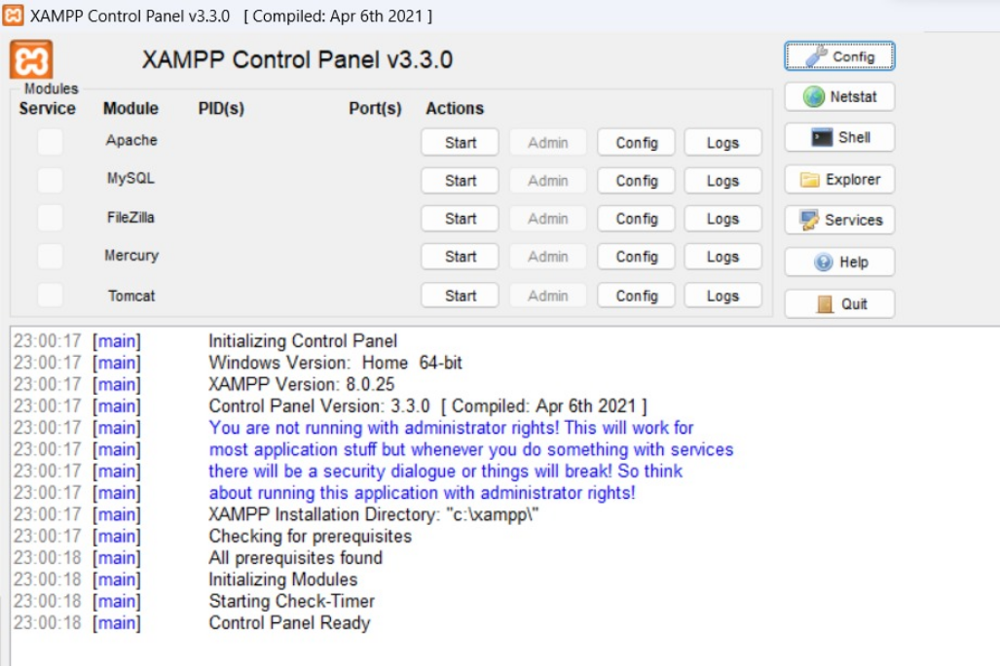 XAMPP Control Panel v3.3.0 [ Compiled: Apr 6th 2021 ]
XAMPP Control Panel v3.3.0
Config
Modules
Service Module PID(s) Port(s) Actions
Netstat
Apache Start Admin Config Logs
Shell
MySQL Start Admin Config Logs
Explorer
FileZilla Start Admin Config Logs
Services
Mercury Start Admin Config Logs
Help
Tomcat Start Admin Config Logs
Quit
23:00:17 [main] Initializing Control Panel
23:00:17 [main] Windows Version: Home 64-bit
23:00:17 [main] XAMPP Version: 8.0.25
23:00:17 [main] Control Panel Version: 3.3.0 [ Compiled: Apr 6th 2021 ]
23:00:17 [main] You are not running with administrator rights! This will work for
23:00:17 [main] most application stuff but whenever you do something with services
23:00:17 [main] there will be a security dialogue or things will break! So think
23:00:17 [main] about running this application with administrator rights!
23:00:17 [main] XAMPP Installation Directory: "c:\xampp\"
23:00:17 [main] Checking for prerequisites
23:00:18 [main] All prerequisites found
23:00:18 [main] Initializing Modules
23:00:18 [main] Starting Check-Timer
23:00:18 [main] Control Panel Ready